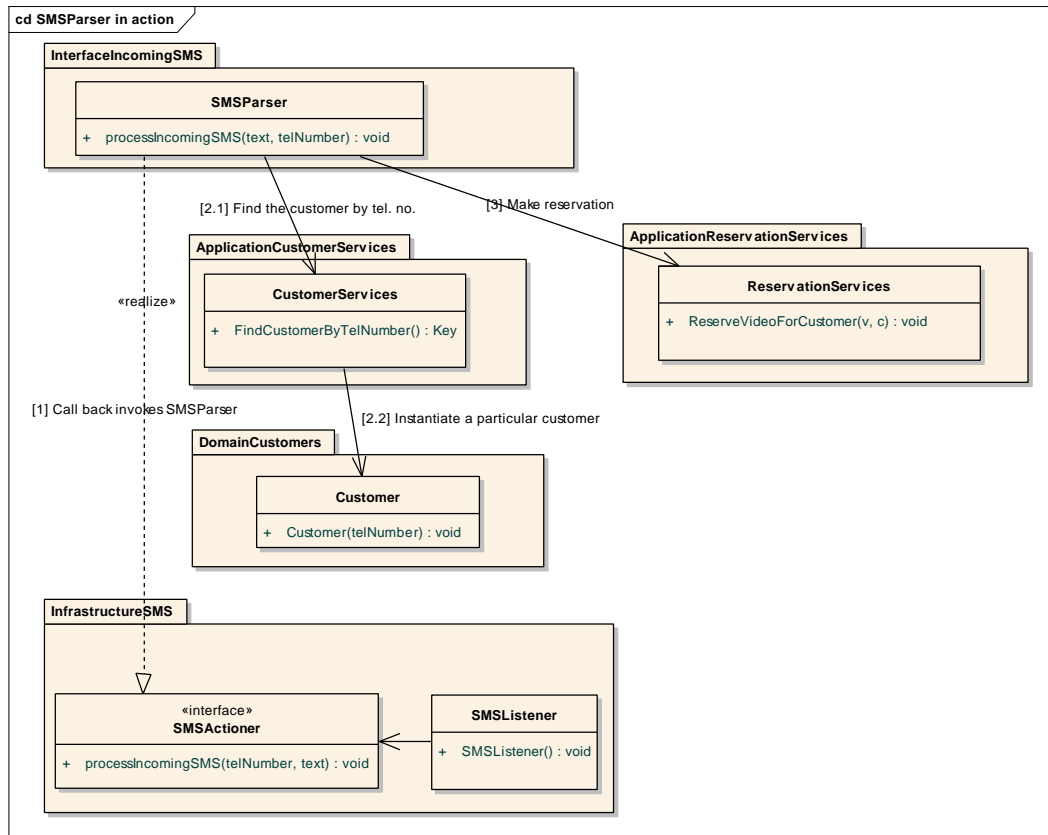 cd SMSParser in action
InterfaceIncomingSMS
SMSParser
+ processIncomingSMS(text, telNumber) : void
[2.1] Find the customer by tel. no.
[3] Make reservation
ApplicationCustomerServices
CustomerServices
+ FindCustomerByTelNumber() : Key
ApplicationReservationServices
ReservationServices
+ ReserveVideoForCustomer(v, c) : void
«realize»
[1] Call back invokes SMSParser
[2.2] Instantiate a particular customer
DomainCustomers
Customer
+ Customer(telNumber) : void
InfrastructureSMS
«interface»
SMSActioner
+ processIncomingSMS(telNumber, text) : void
SMSListener
+ SMSListener() : void